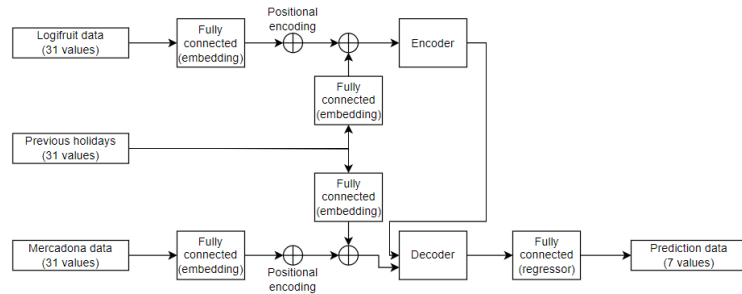 Logifruit data
(31 values)
Fully
connected
(embedding)
Positional
encoding
Encoder
Fully
connected
(embedding)
Previous holidays
(31 values)
Fully
connected
(embedding)
Mercadona data
(31 values)
Fully
connected
(embedding)
Positional
encoding
Decoder
Fully
connected
(regressor)
Prediction data
(7 values)